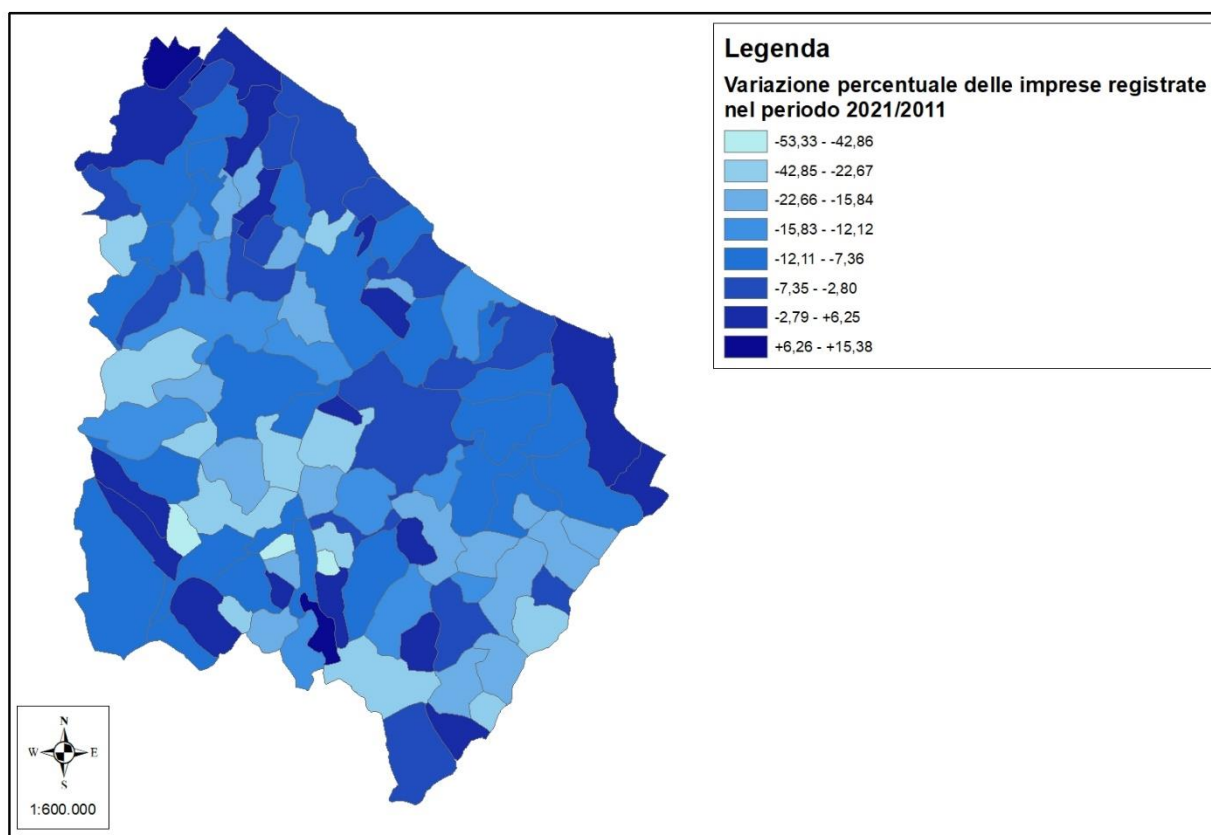 Legenda
Variazione percentuale delle imprese registrate
nel periodo 2021/2011
-53,33 - -42,86
-42,85 - -22,67
-22,66 - -15,84
-15,83 - -12,12
-12,11 - -7,36
-7,35 - -2,80
-2,79 - +6,25
+6,26 - +15,38
N
W E
S
1:600.000